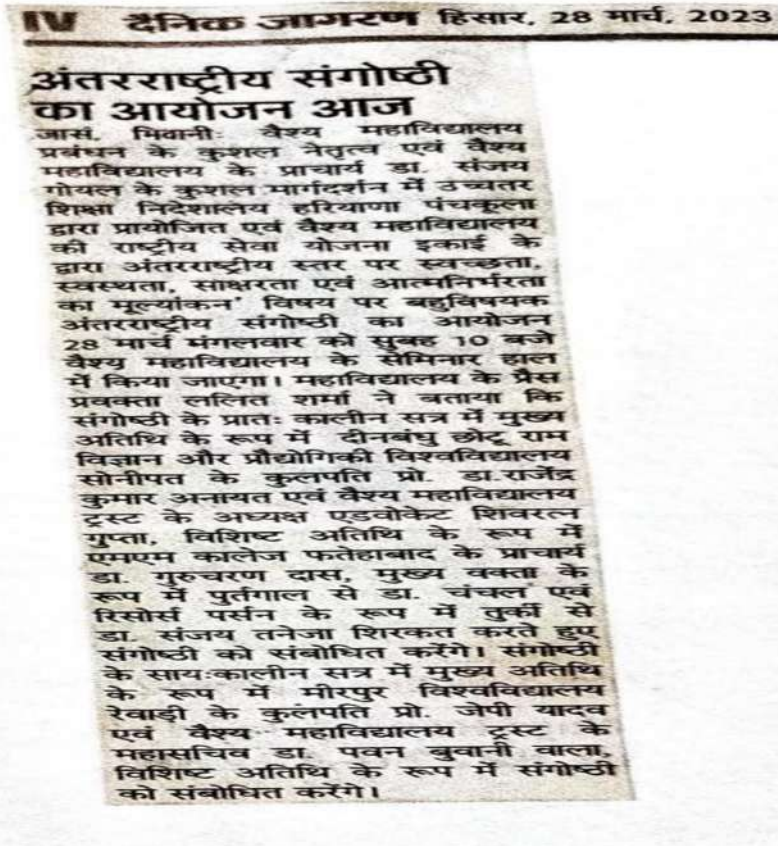 IV दैनिक जागरण हिसार, 28 मार्च, 2023
अंतरराष्ट्रीय संगोष्ठी
का आयोजन आज
जासं, भिवानी: वैश्य महाविद्यालय
प्रबंधन के कुशल नेतृत्व एवं वैश्य
महाविद्यालय के प्राचार्य डा. संजय
गोयल के कुशल मार्गदर्शन में उच्चतर
शिक्षा निदेशालय हरियाणा पंचकूला
द्वारा प्रायोजित एवं वैश्य महाविद्यालय
की राष्ट्रीय सेवा योजना इकाई के
द्वारा अंतरराष्ट्रीय स्तर पर स्वच्छता,
स्वस्थता, साक्षरता एवं आत्मनिर्भरता
का मूल्यांकन' विषय पर बहुविषयक
अंतरराष्ट्रीय संगोष्ठी का आयोजन
28 मार्च मंगलवार को सुबह 10 बजे
वैश्य महाविद्यालय के सेमिनार हाल
में किया जाएगा। महाविद्यालय के प्रैस
प्रवक्ता ललित शर्मा ने बताया कि
संगोष्ठी के प्रातः कालीन सत्र में मुख्य
अतिथि के रूप में दीनबंधु छोटू राम
विज्ञान और प्रौद्योगिकी विश्वविद्यालय
सोनीपत के कुलपति प्रो. डा.राजेंद्र
कुमार अनायत एवं वैश्य महाविद्यालय
ट्रस्ट के अध्यक्ष एडवोकेट शिवरत्न
गुप्ता, विशिष्ट अतिथि के रूप में
एमएम कालेज फतेहाबाद के प्राचार्य
डा. गुरुचरण दास, मुख्य वक्ता के
रूप में पुर्तगाल से डा. चंचल एवं
रिसोर्स पर्सन के रूप में तुर्की से
डा. संजय तनेजा शिरकत करते हुए
संगोष्ठी को संबोधित करेंगे। संगोष्ठी
के सायःकालीन सत्र में मुख्य अतिथि
के रूप में मीरपुर विश्वविद्यालय
रेवाड़ी के कुलपति प्रो. जेपी यादव
एवं वैश्य महाविद्यालय ट्रस्ट के
महासचिव डा. पवन बुवानी वाला,
विशिष्ट अतिथि के रूप में संगोष्ठी
को संबोधित करेंगे।